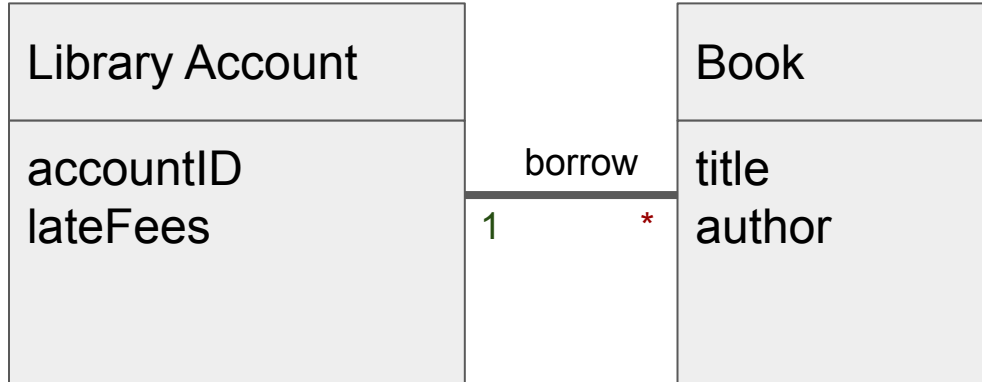 Library Account
accountID
lateFees
borrow
1 *
Book
title
author